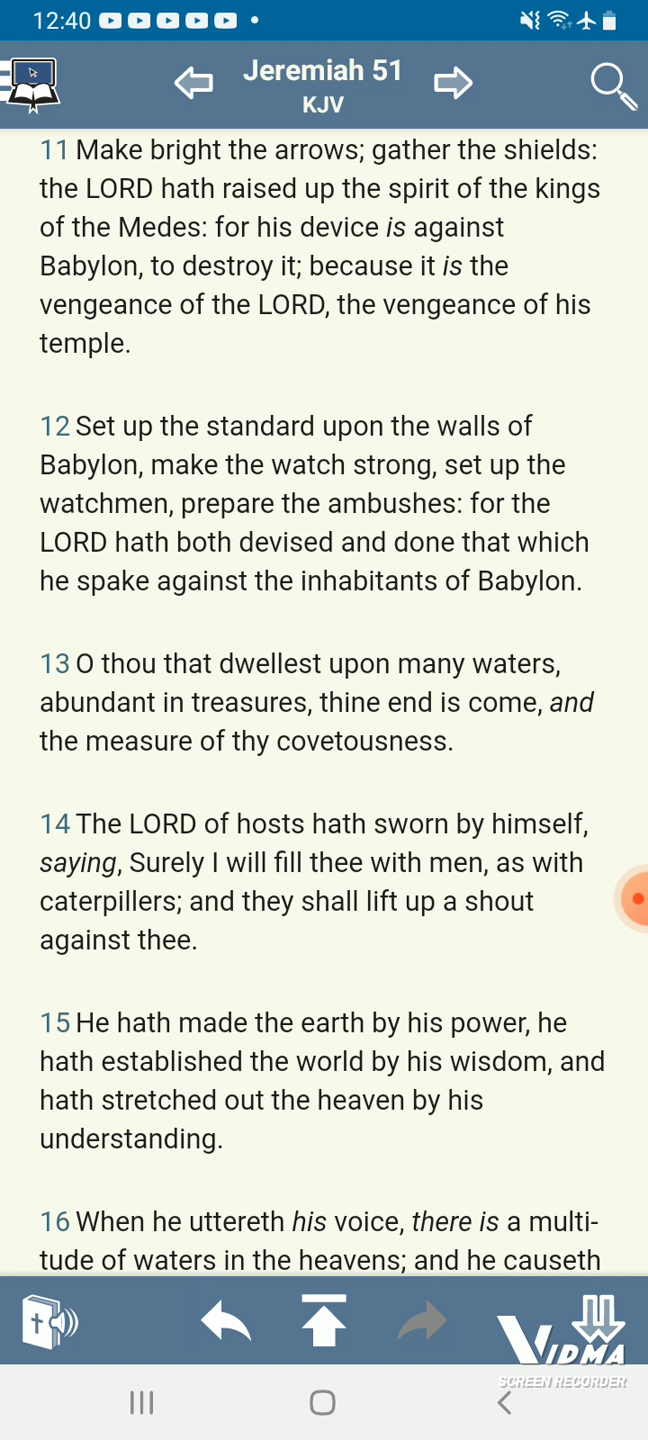 12:40
Jeremiah 51
KJV
11 Make bright the arrows; gather the shields:
the LORD hath raised up the spirit of the kings
of the Medes: for his device is against
Babylon, to destroy it; because it is the
vengeance of the LORD, the vengeance of his
temple.
12 Set up the standard upon the walls of
Babylon, make the watch strong, set up the
watchmen, prepare the ambushes: for the
LORD hath both devised and done that which
he spake against the inhabitants of Babylon.
13 O thou that dwellest upon many waters,
abundant in treasures, thine end is come, and
the measure of thy covetousness.
14 The LORD of hosts hath sworn by himself,
saying, Surely I will fill thee with men, as with
caterpillers; and they shall lift up a shout
against thee.
15 He hath made the earth by his power, he
hath established the world by his wisdom, and
hath stretched out the heaven by his
understanding.
16 When he uttereth his voice, there is a multi-
tude of waters in the heavens; and he causeth
VIDMA
SCREEN RECORDER